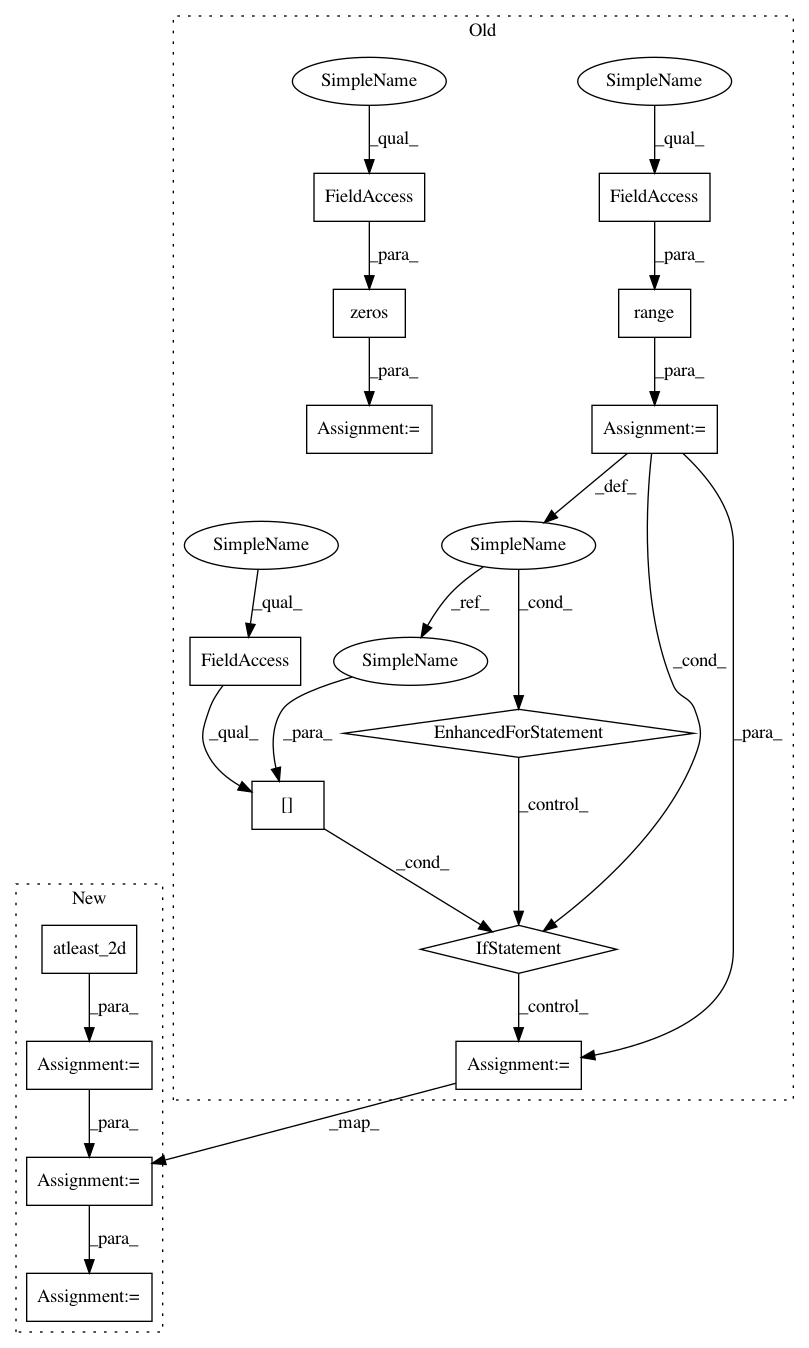 Old
SimpleName
SimpleName
_qual_
_qual_
FieldAccess
FieldAccess
_para_
_para_
zeros
range
_para_
_para_
Assignment:=
Assignment:=
_def_
SimpleName
SimpleName
_qual_
_ref_
_cond_
FieldAccess
SimpleName
_cond_
_qual_
_para_
EnhancedForStatement
_para_
[]
_control_
_cond_
New
atleast_2d
IfStatement
_para_
_control_
Assignment:=
Assignment:=
_para_
_map_
Assignment:=
_para_
Assignment:=